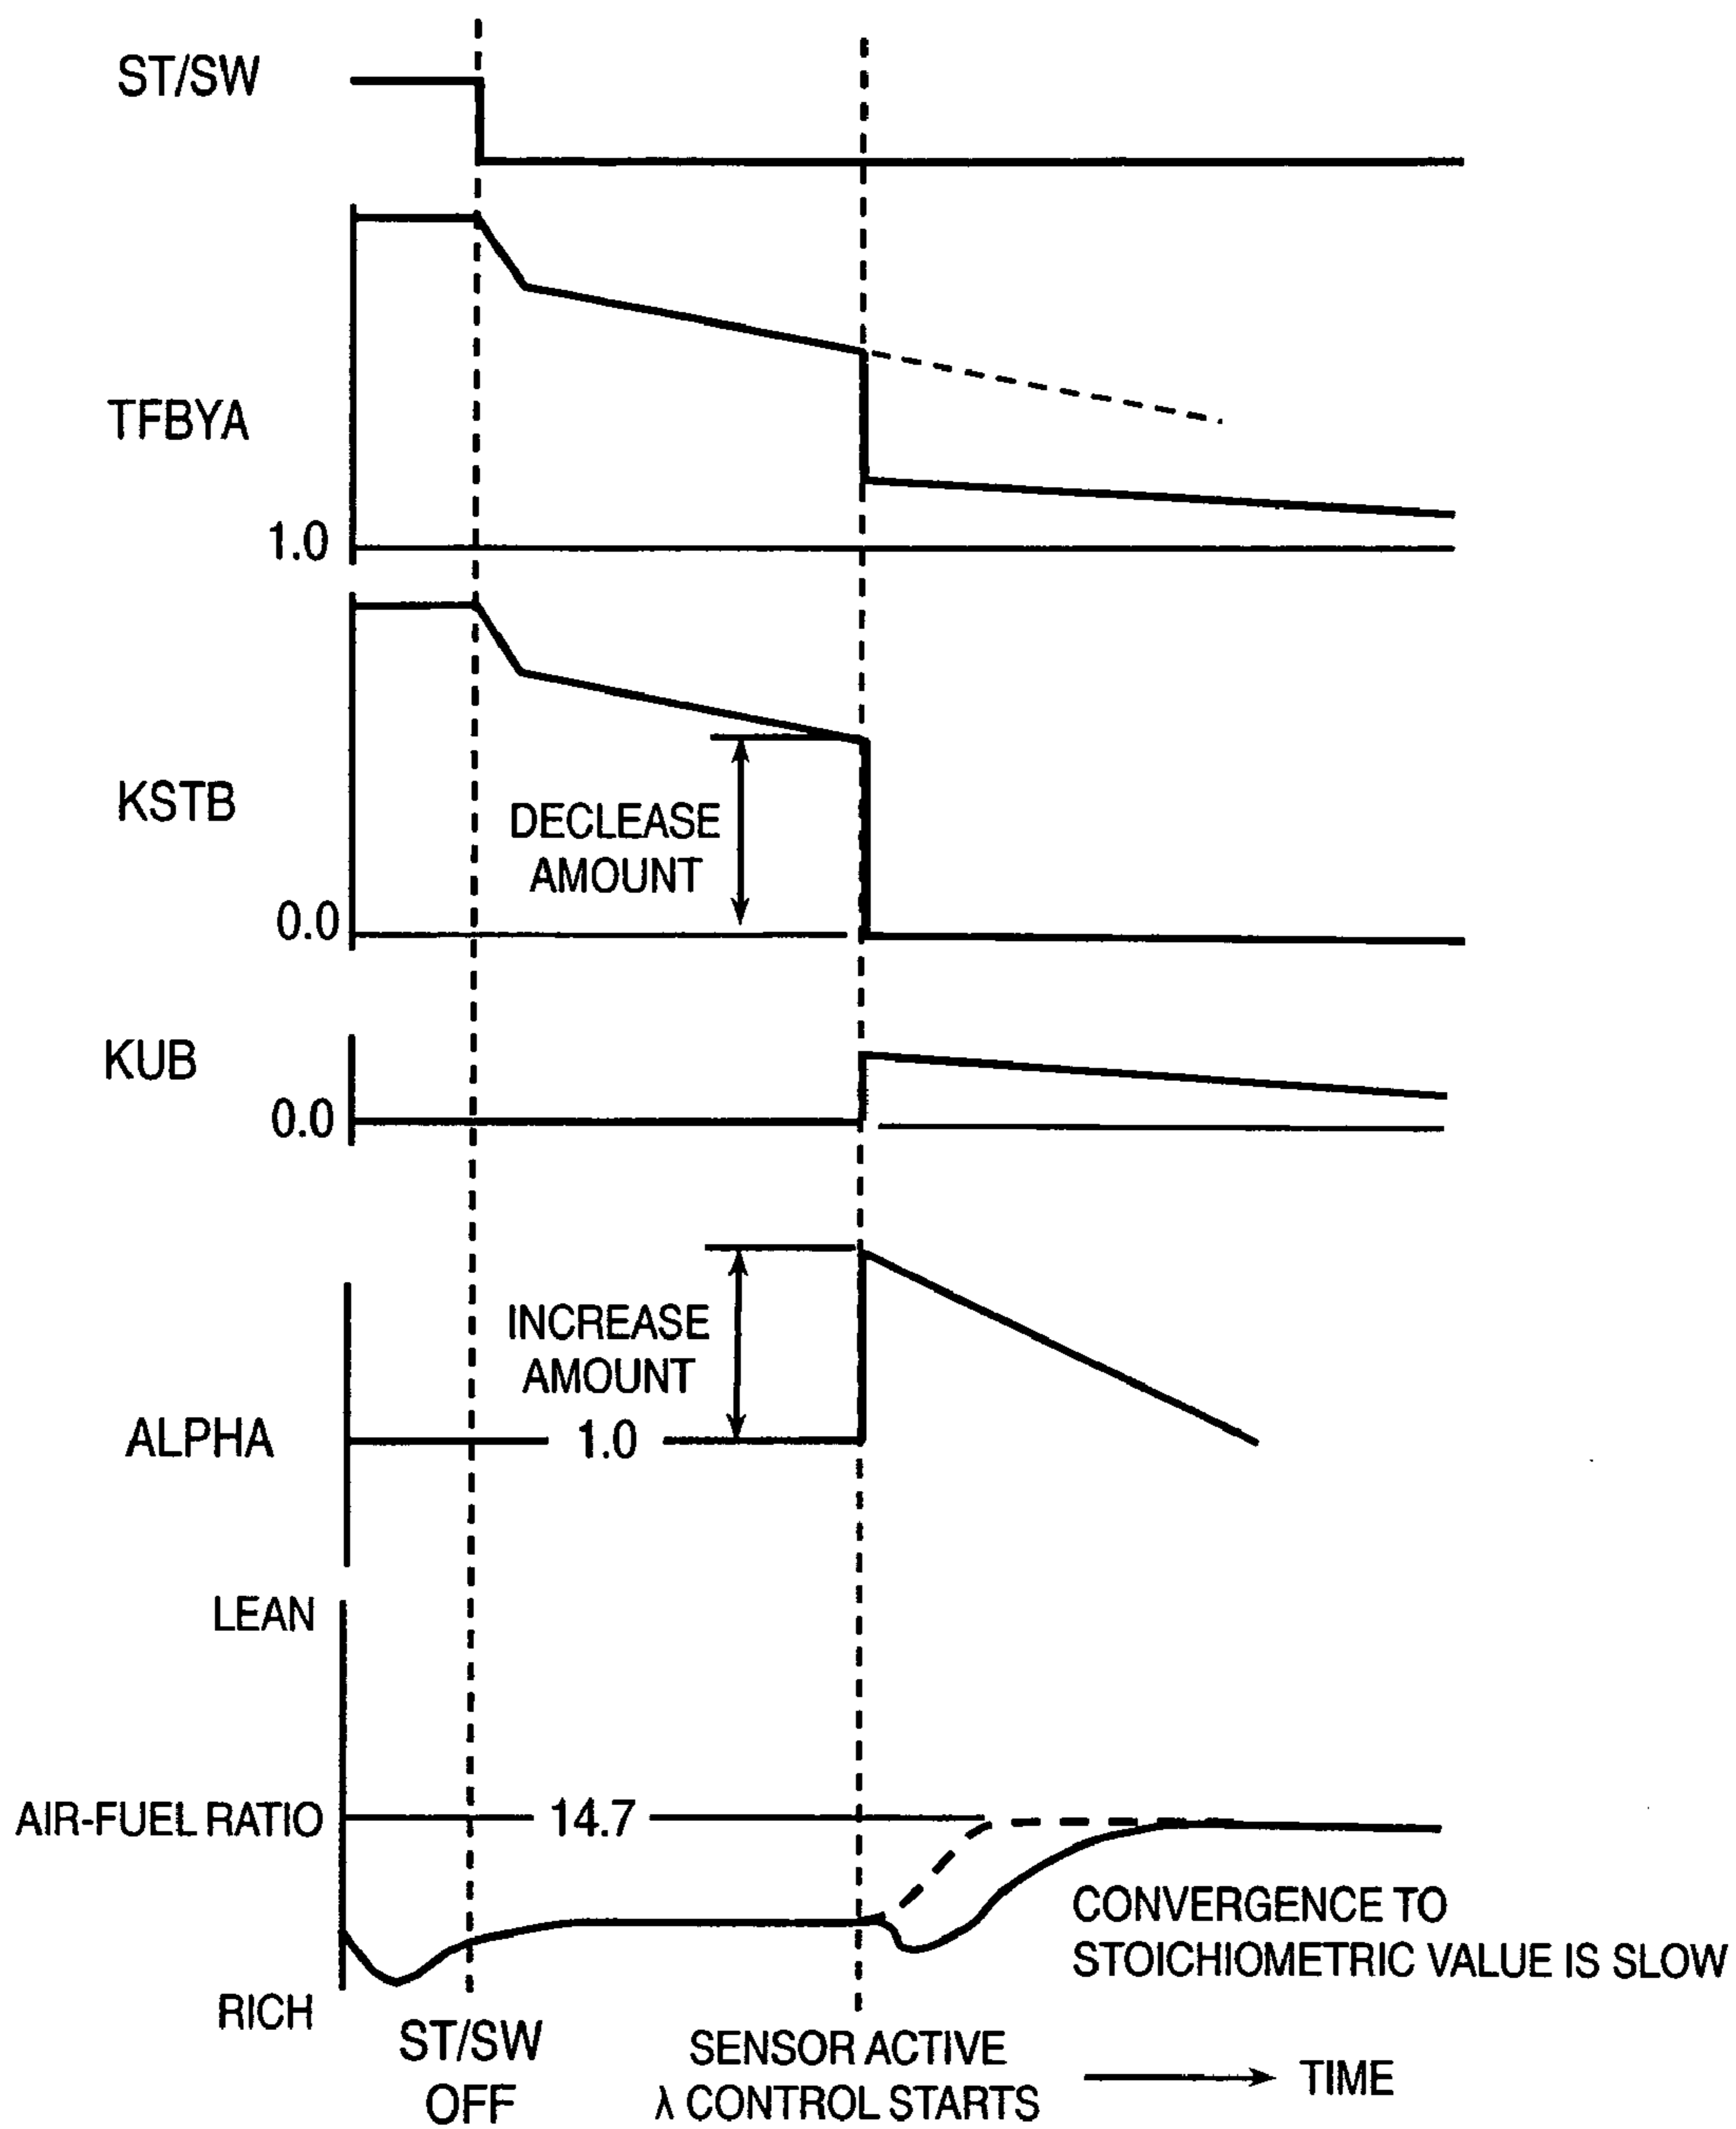 ST/SW
TFBYA
1.0
KSTB
DECLEASE
AMOUNT
0.0
KUB
0.0
INCREASE
AMOUNT
ALPHA
1.0
LEAN
AIR-FUEL RATIO
14.7
CONVERGENCE TO
STOICHIOMETRIC VALUE IS SLOW
RICH
ST/SW
OFF
SENSOR ACTIVE
λ CONTROL STARTS
TIME